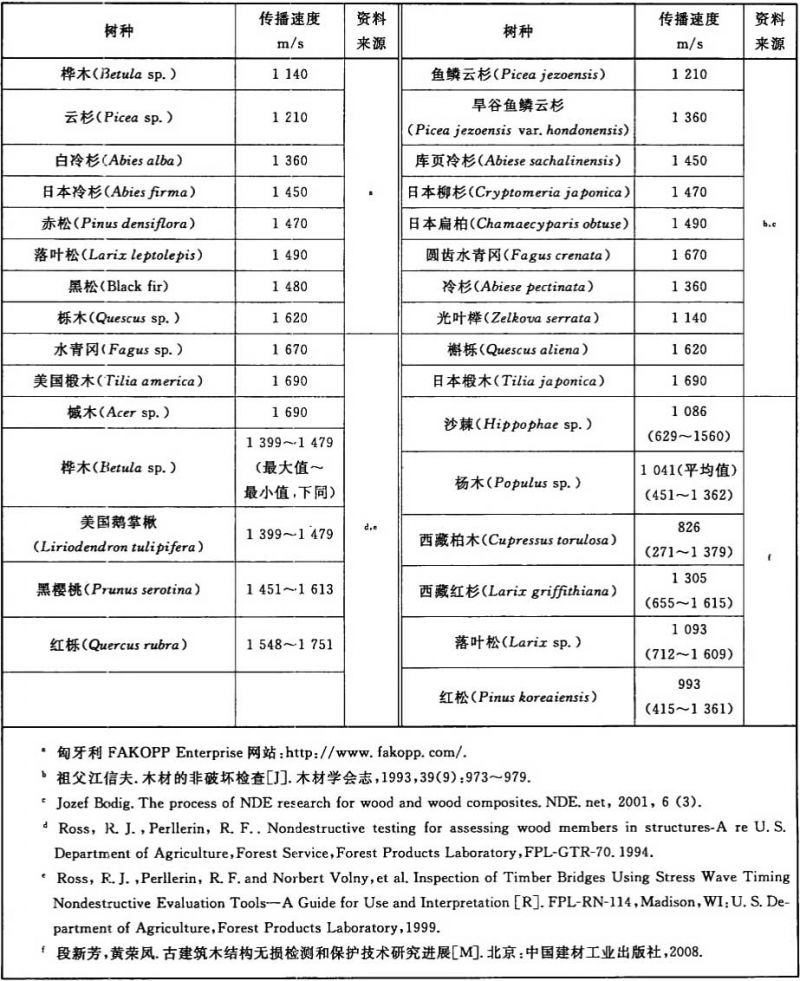 树种 传播速度 m/s 资料来源
桦木(Betula sp.) 1 140
云杉(Picea sp.) 1 210
白冷杉(Abies alba) 1 360
日本冷杉(Abies firma) 1 450
赤松(Pinus densiflora) 1 470
落叶松(Larix leptolepis) 1 490
黑松(Black fir) 1 480
栎木(Quescus sp.) 1 620
a
水青冈(Fagus sp.) 1 670
美国椴木(Tilia america) 1 690
槭木(Acer sp.) 1 690
桦木(Betula sp.) 1 399～1 479
(最大值～
最小值,下同)
美国鹅掌楸
(Liriodendron tulipifera) 1 399～1 479
黑樱桃(Prunus serotina) 1 451～1 613
红栎(Quercus rubra) 1 548～1 751
d,e
树种 传播速度 m/s 资料来源
鱼鳞云杉(Picea jezoensis) 1 210
早谷鱼鳞云杉
(Picea jezoensis var. hondonensis) 1 360
库页冷杉(Abiese sachalinensis) 1 450
日本柳杉(Cryptomeria japonica) 1 470
日本扁柏(Chamaecyparis obtuse) 1 490
圆齿水青冈(Fagus crenata) 1 670
冷杉(Abiese pectinata) 1 360
光叶榉(Zelkova serrata) 1 140
槲栎(Quescus aliena) 1 620
日本椴木(Tilia japonica) 1 690
b,c
沙棘(Hippophae sp.) 1 086
(629～1560)
杨木(Populus sp.) 1 041(平均值)
(451～1 362)
西藏柏木(Cupressus torulosa) 826
(271～1 379)
西藏红杉(Larix griffithiana) 1 305
(655～1 615)
落叶松(Larix sp.) 1 093
(712～1 609)
红松(Pinus koreaiensis) 993
(415～1 361)
f
a 匈牙利 FAKOPP Enterprise 网站:http://www.fakopp.com/.
b 祖父江信夫.木材的非破坏检查[J].木材学会志,1993,39(9):973～979.
c Jozef Bodig. The process of NDE research for wood and wood composites. NDE. net, 2001, 6 (3).
d Ross, R. J. ,Perllerin, R. F. . Nondestructive testing for assessing wood members in structures-A re U. S.
Department of Agriculture,Forest Service,Forest Products Laboratory,FPL-GTR-70. 1994.
e Ross, R. J. ,Perllerin, R. F. and Norbert Volny,et al. Inspection of Timber Bridges Using Stress Wave Timing
Nondestructive Evaluation Tools—A Guide for Use and Interpretation [R]. FPL-RN-114,Madison,WI:U. S. De-
partment of Agriculture,Forest Products Laboratory,1999.
f 段新芳,黄荣凤.古建筑木结构无损检测和保护技术研究进展[M].北京:中国建材工业出版社,2008.